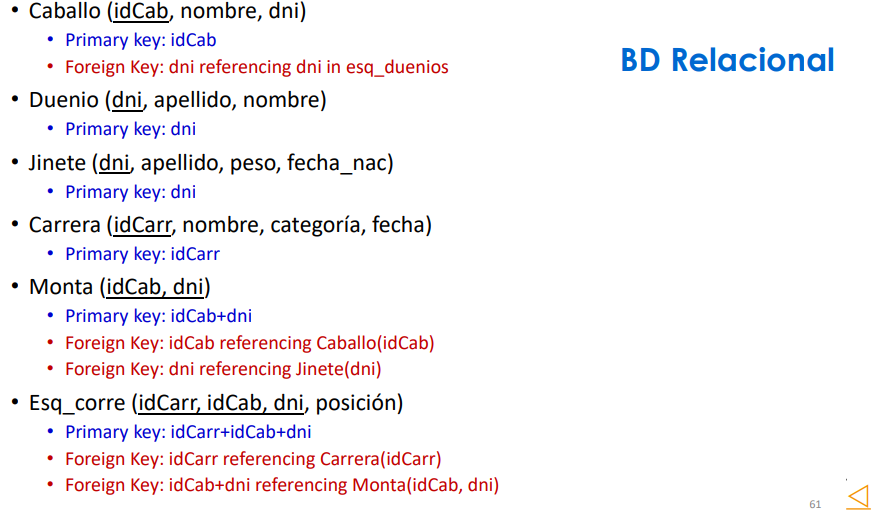 • Caballo (idCab, nombre, dni)
• Primary key: idCab
• Foreign Key: dni referencing dni in esq_duenios
BD Relacional
• Duenio (dni, apellido, nombre)
• Primary key: dni
• Jinete (dni, apellido, peso, fecha_nac)
• Primary key: dni
• Carrera (idCarr, nombre, categoría, fecha)
• Primary key: idCarr
• Monta (idCab, dni)
• Primary key: idCab+dni
• Foreign Key: idCab referencing Caballo(idCab)
• Foreign Key: dni referencing Jinete(dni)
• Esq_corre (idCarr, idCab, dni, posición)
• Primary key: idCarr+idCab+dni
• Foreign Key: idCarr referencing Carrera(idCarr)
• Foreign Key: idCab+dni referencing Monta(idCab, dni)
61